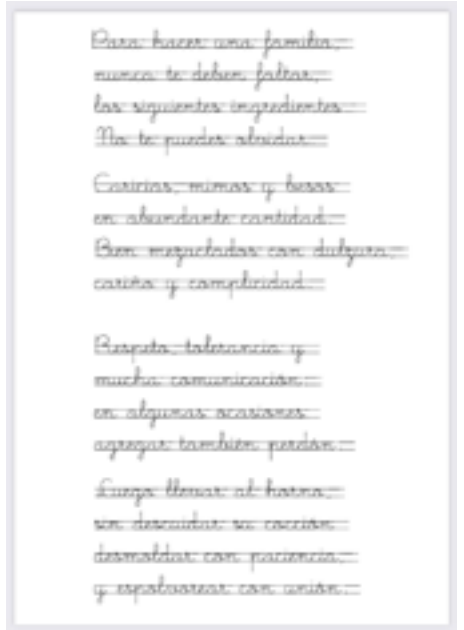 Para hacer una familia,
nunca te deben faltar,
los siguientes ingredientes
No te puedes olvidar
Caricias, mimos y besos
en abundante cantidad.
Bien mezclados con dulzura,
cariño y complicidad.
Respeto, tolerancia y
mucha comunicación
en algunas ocasiones
agregar también perdón.
Luego llevar al horno,
sin descuidar su cocción
desmoldar con paciencia,
y espolvorear con unión.